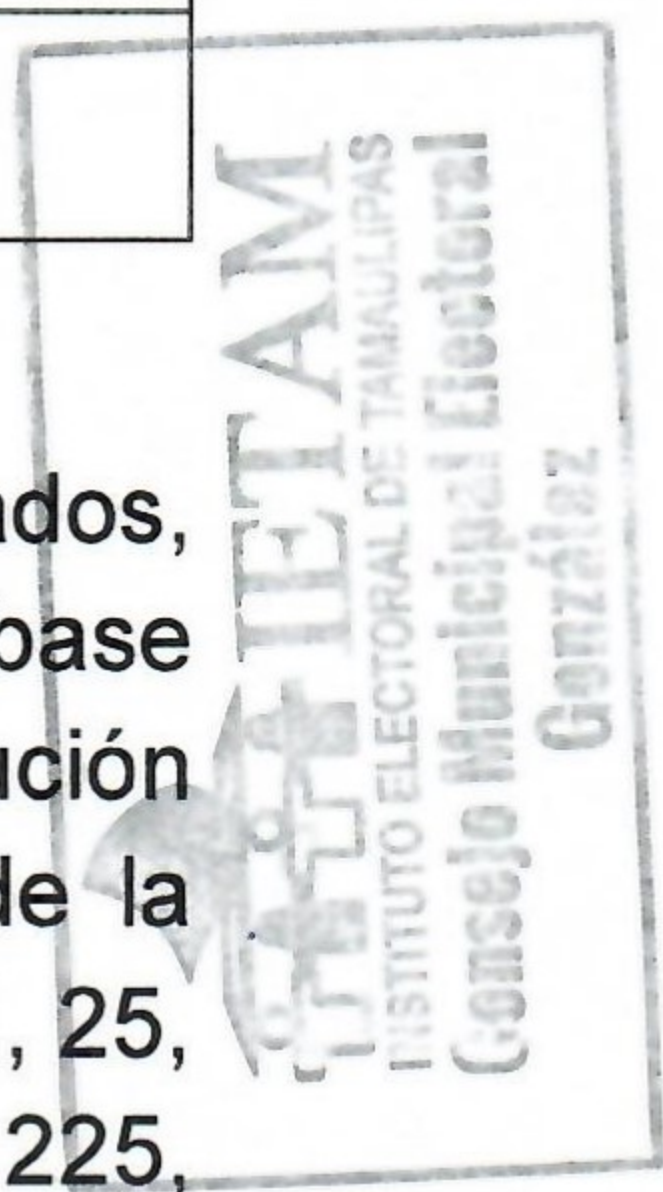 ados,
base
ución
de la
, 25,
225,
IETAM
INSTITUTO ELECTORAL DE TAMAULIPAS
Consejo Municipal Electoral
González